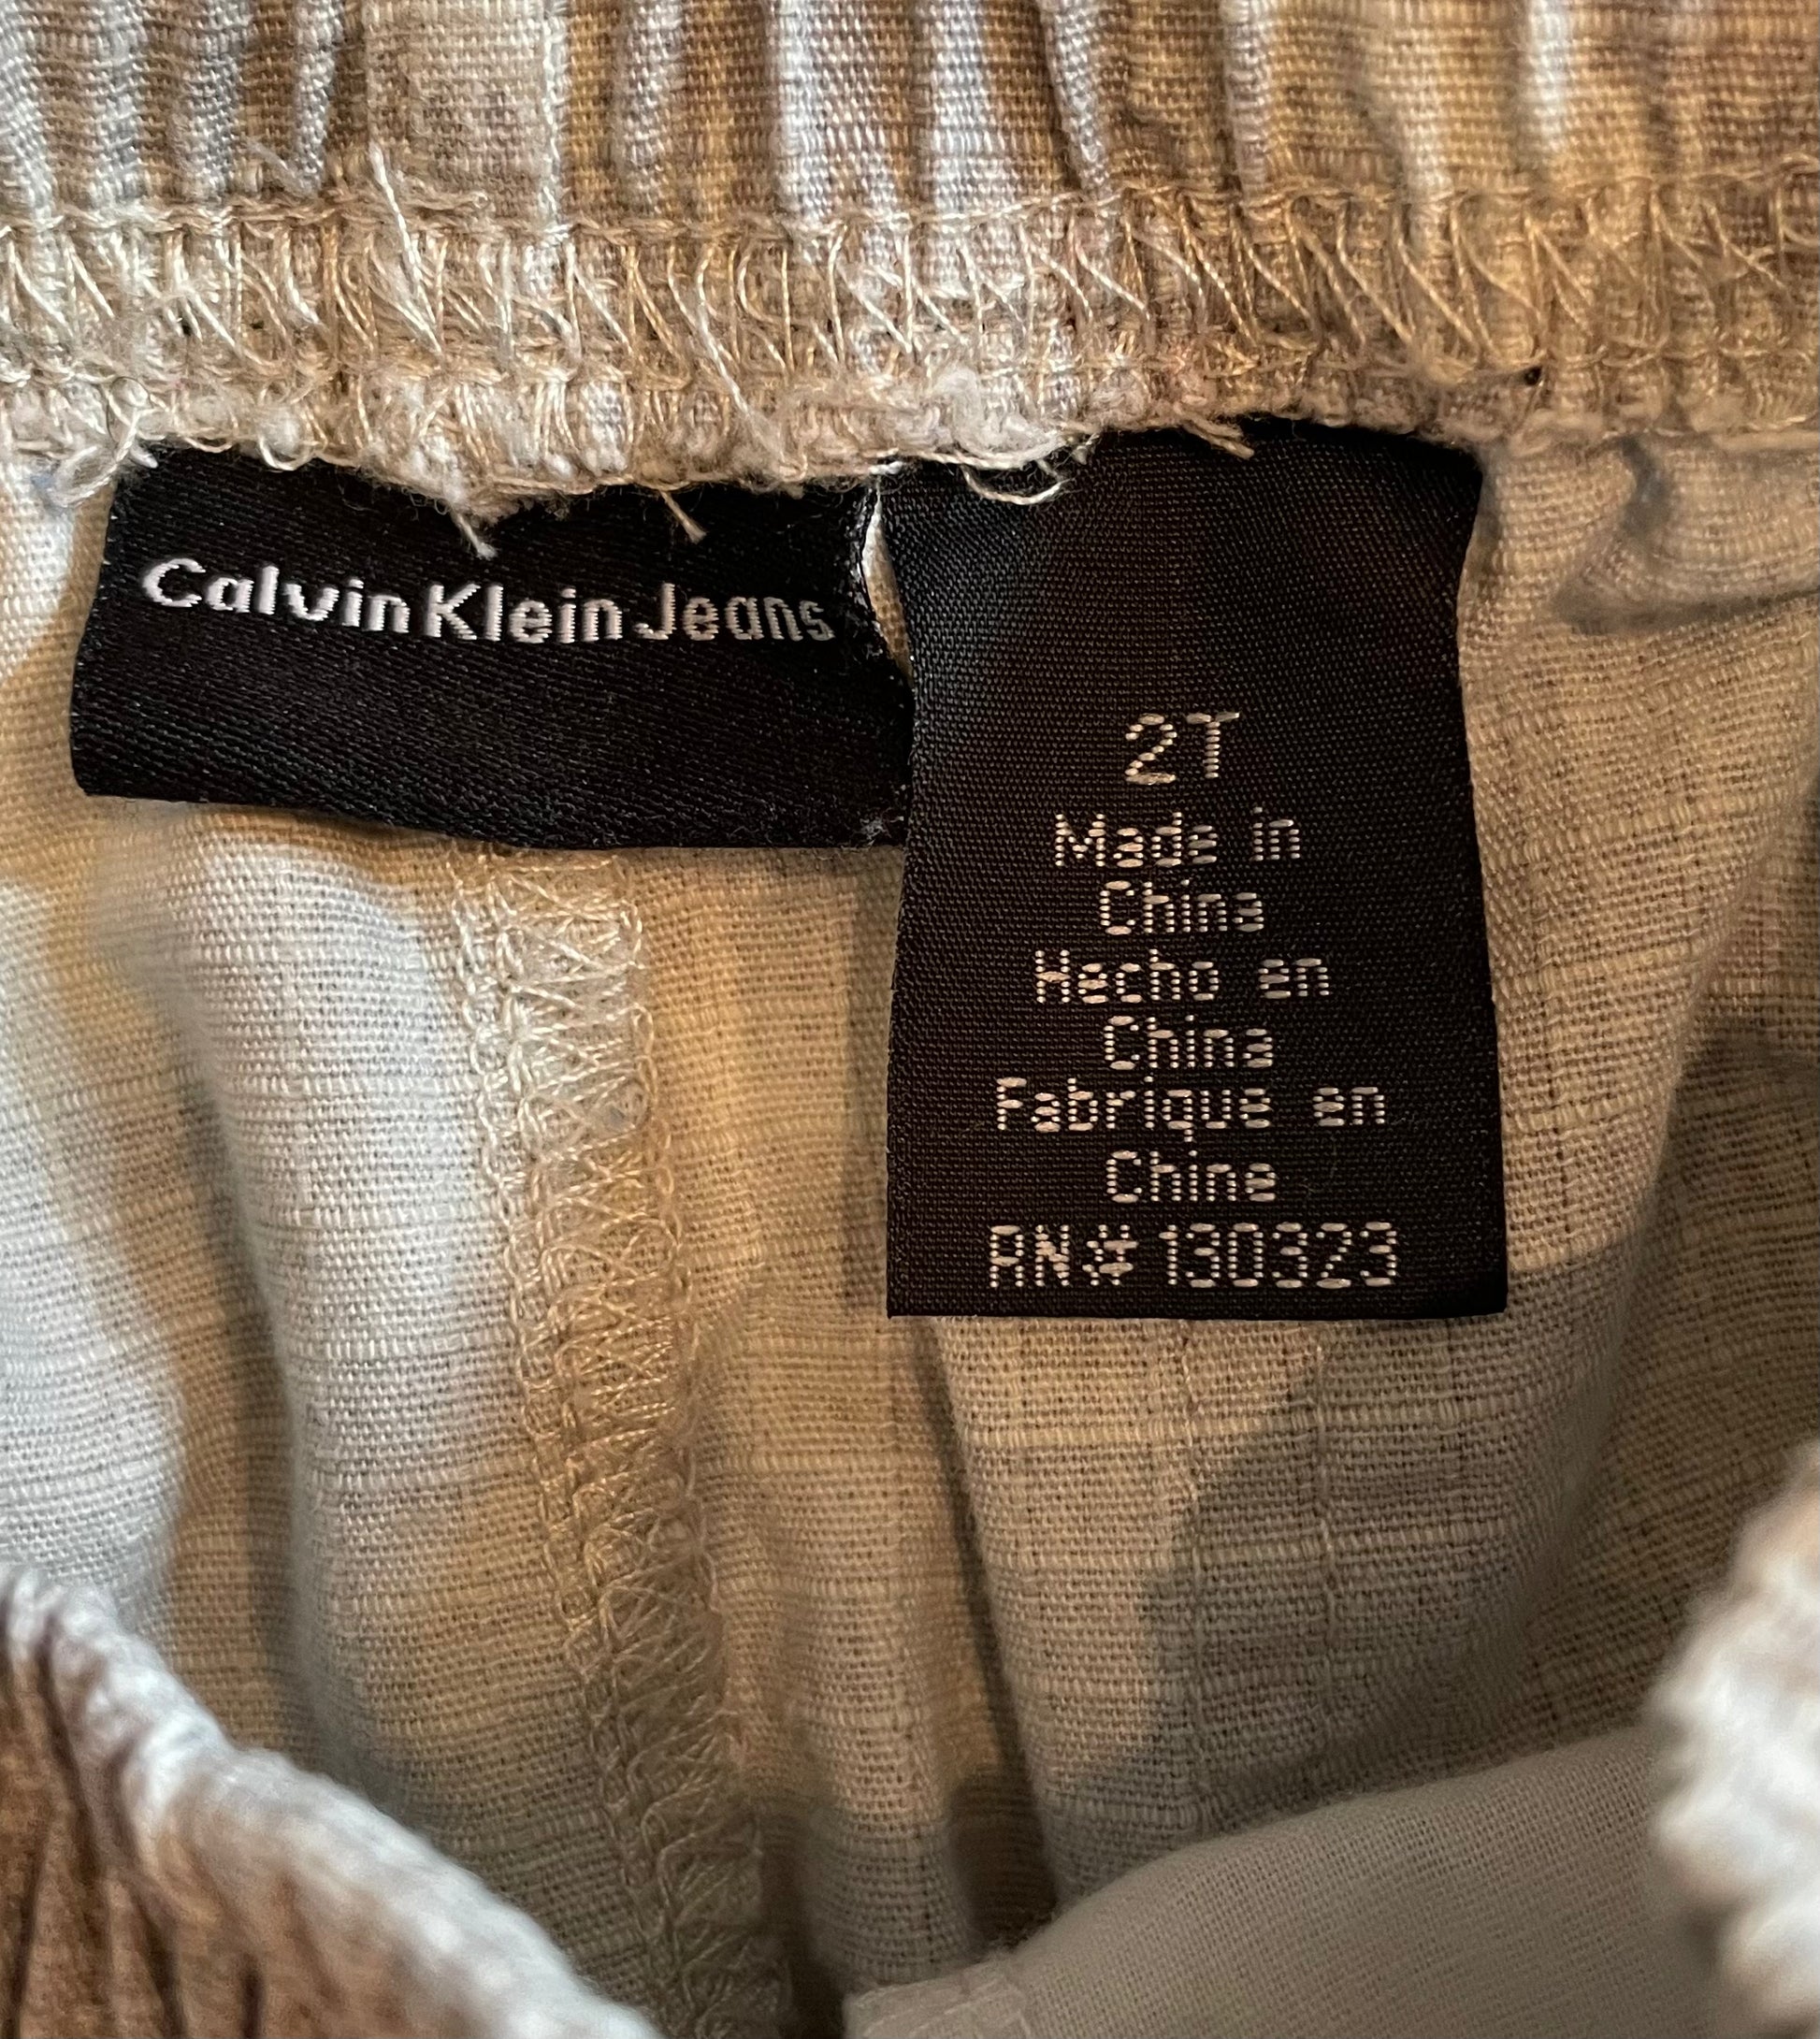 Calvin Klein Jeans
2T
Made in
China
Hecho en
China
Fabrique en
Chine
RN# 130323